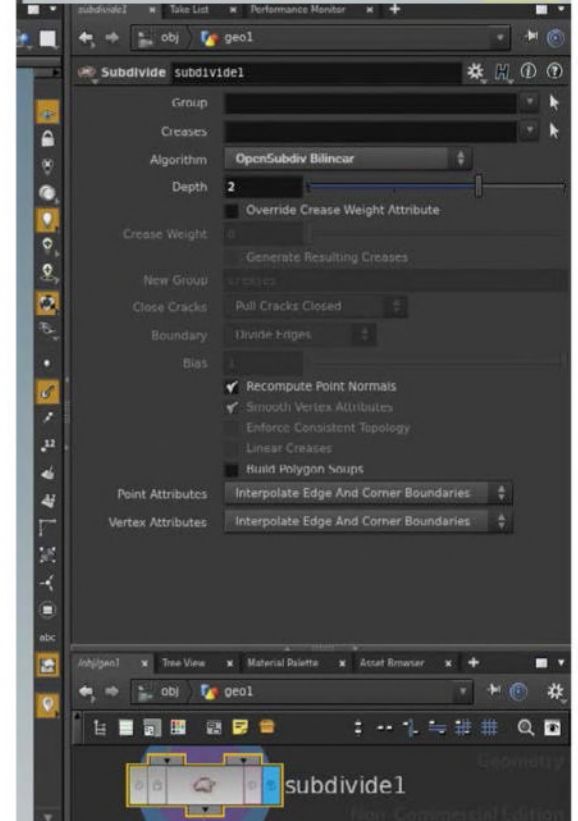 subdivide1 Take List Performance Monitor
obj geo1
Subdivide subdivide1
Group
Creases
Algorithm OpenSubdiv Bilinear
Depth 2
Override Crease Weight Attribute
Crease Weight 0
Generate Resulting Creases
New Group creases
Close Cracks Pull Cracks Closed
Boundary Divide Edges
Bias 1
Recompute Point Normals
Smooth Vertex Attributes
Enforce Consistent Topology
Linear Creases
Build Polygon Soups
Point Attributes Interpolate Edge And Corner Boundaries
Vertex Attributes Interpolate Edge And Corner Boundaries
12
abc
/obj/geo1 Tree View Material Palette Asset Browser
obj geo1
Geometry
subdivide1
Non-Commercial Edition